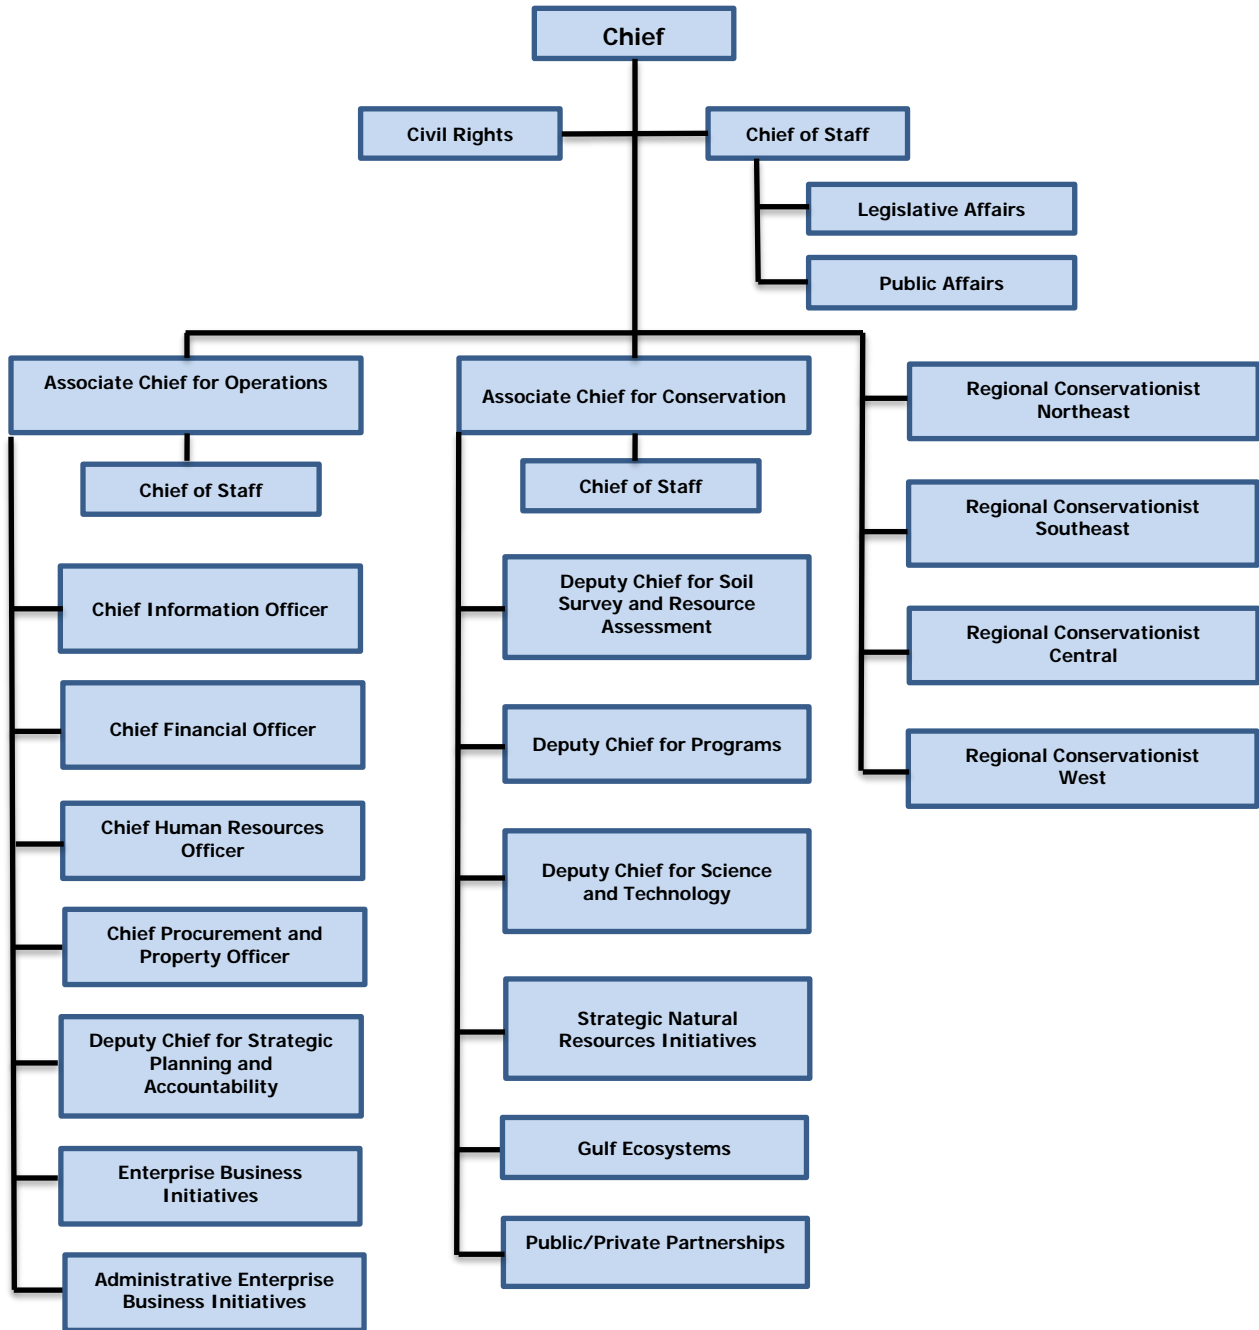 Chief
Civil Rights
Chief of Staff
Legislative Affairs
Public Affairs
Associate Chief for Operations
Chief of Staff
Chief Information Officer
Chief Financial Officer
Chief Human Resources
Officer
Chief Procurement and
Property Officer
Deputy Chief for Strategic
Planning and
Accountability
Enterprise Business
Initiatives
Administrative Enterprise
Business Initiatives
Associate Chief for Conservation
Chief of Staff
Deputy Chief for Soil
Survey and Resource
Assessment
Deputy Chief for Programs
Deputy Chief for Science
and Technology
Strategic Natural
Resources Initiatives
Gulf Ecosystems
Public/Private Partnerships
Regional Conservationist
Northeast
Regional Conservationist
Southeast
Regional Conservationist
Central
Regional Conservationist
West